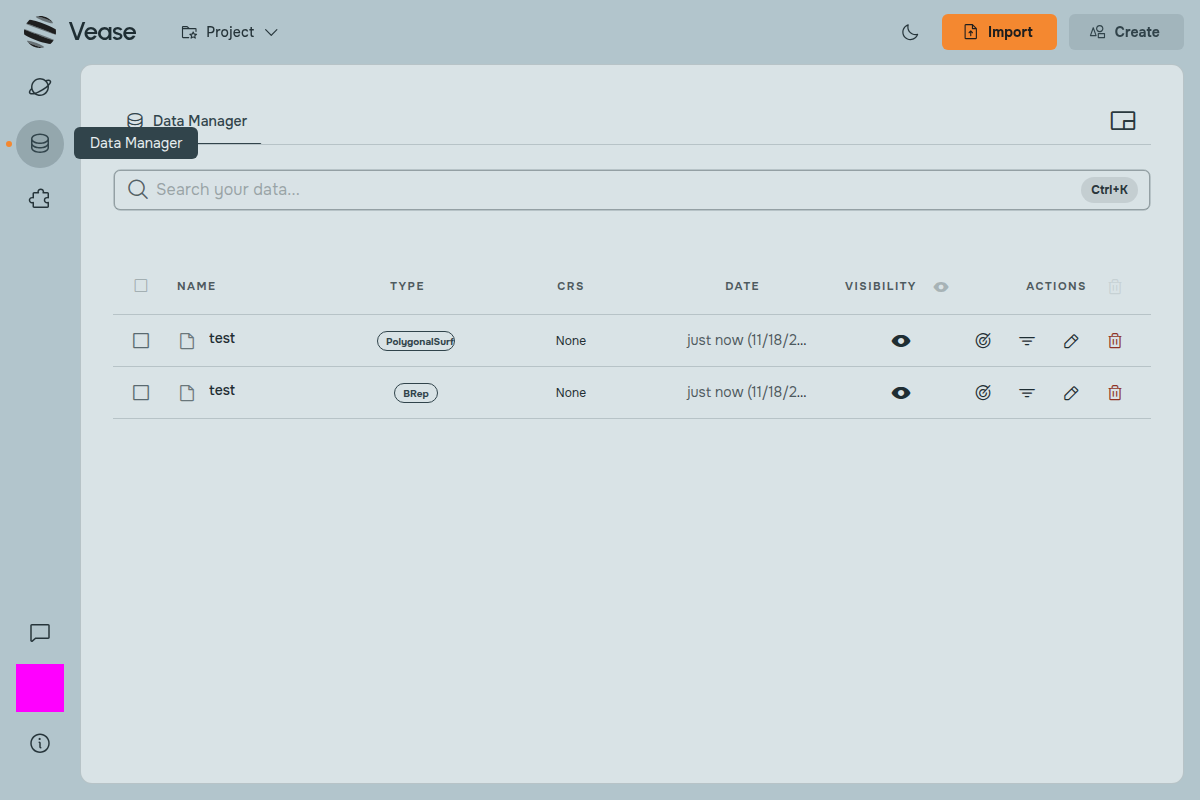 Vease
Project
Import
Create
Data Manager
Data Manager
Search your data...
Ctrl+K
NAME
TYPE
CRS
DATE
VISIBILITY
ACTIONS
test
PolygonalSurf
None
just now (11/18/2...
test
BRep
None
just now (11/18/2...